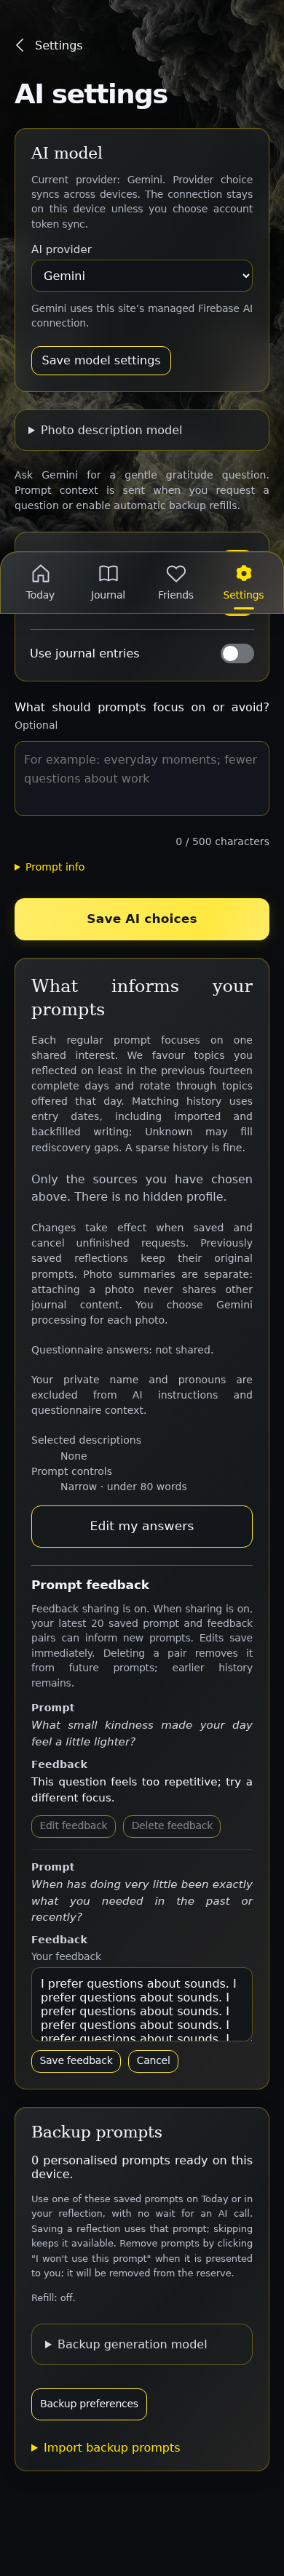 Settings
AI settings
AI model
Current provider: Gemini. Provider choice
syncs across devices. The connection stays
on this device unless you choose account
token sync.
AI provider
Gemini
Gemini uses this site’s managed Firebase AI
connection.
Save model settings
Photo description model
Ask Gemini for a gentle gratitude question.
Prompt context is sent when you request a
question or enable automatic backup refills.
Today
Journal
Friends
Settings
Use journal entries
What should prompts focus on or avoid?
Optional
For example: everyday moments; fewer
questions about work
0 / 500 characters
Prompt info
Save AI choices
What informs your
prompts
Each regular prompt focuses on one
shared interest. We favour topics you
reflected on least in the previous fourteen
complete days and rotate through topics
offered that day. Matching history uses
entry dates, including imported and
backfilled writing; Unknown may fill
rediscovery gaps. A sparse history is fine.
Only the sources you have chosen
above. There is no hidden profile.
Changes take effect when saved and
cancel unfinished requests. Previously
saved reflections keep their original
prompts. Photo summaries are separate:
attaching a photo never shares other
journal content. You choose Gemini
processing for each photo.
Questionnaire answers: not shared.
Your private name and pronouns are
excluded from AI instructions and
questionnaire context.
Selected descriptions
None
Prompt controls
Narrow · under 80 words
Edit my answers
Prompt feedback
Feedback sharing is on. When sharing is on,
your latest 20 saved prompt and feedback
pairs can inform new prompts. Edits save
immediately. Deleting a pair removes it
from future prompts; earlier history
remains.
Prompt
What small kindness made your day
feel a little lighter?
Feedback
This question feels too repetitive; try a
different focus.
Edit feedback
Delete feedback
Prompt
When has doing very little been exactly
what you needed in the past or
recently?
Feedback
Your feedback
I prefer questions about sounds. I
prefer questions about sounds. I
prefer questions about sounds. I
prefer questions about sounds. I
prefer questions about sounds. I
Save feedback
Cancel
Backup prompts
0 personalised prompts ready on this
device.
Use one of these saved prompts on Today or in
your reflection, with no wait for an AI call.
Saving a reflection uses that prompt; skipping
keeps it available. Remove prompts by clicking
"I won't use this prompt" when it is presented
to you; it will be removed from the reserve.
Refill: off.
Backup generation model
Backup preferences
Import backup prompts